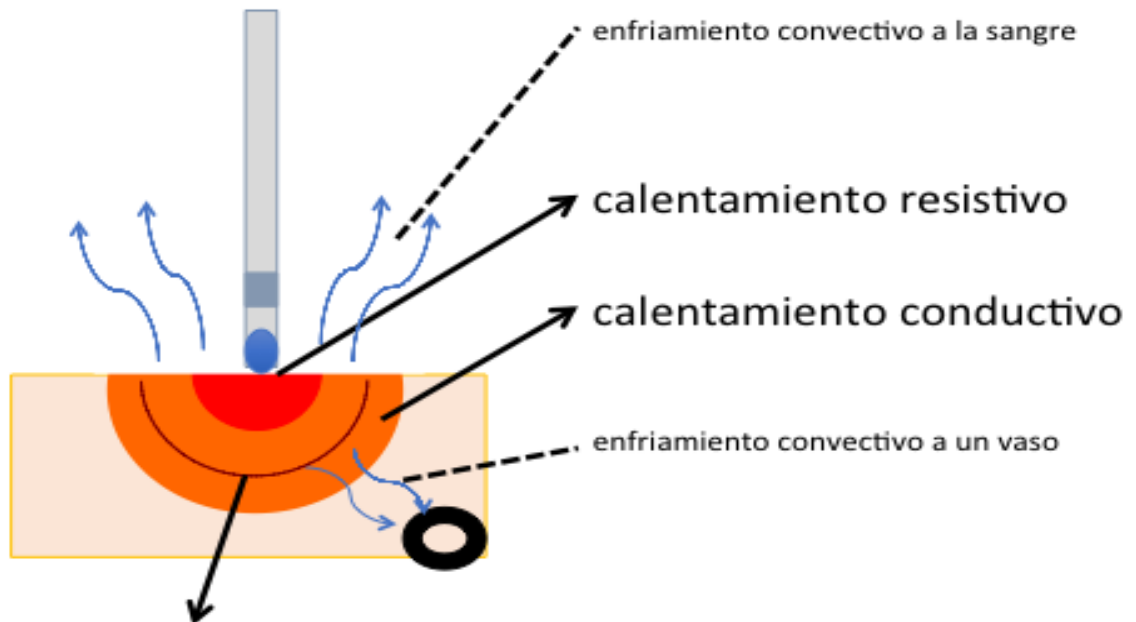 enfriamiento convectivo a la sangre
calentamiento resistivo
calentamiento conductivo
enfriamiento convectivo a un vaso